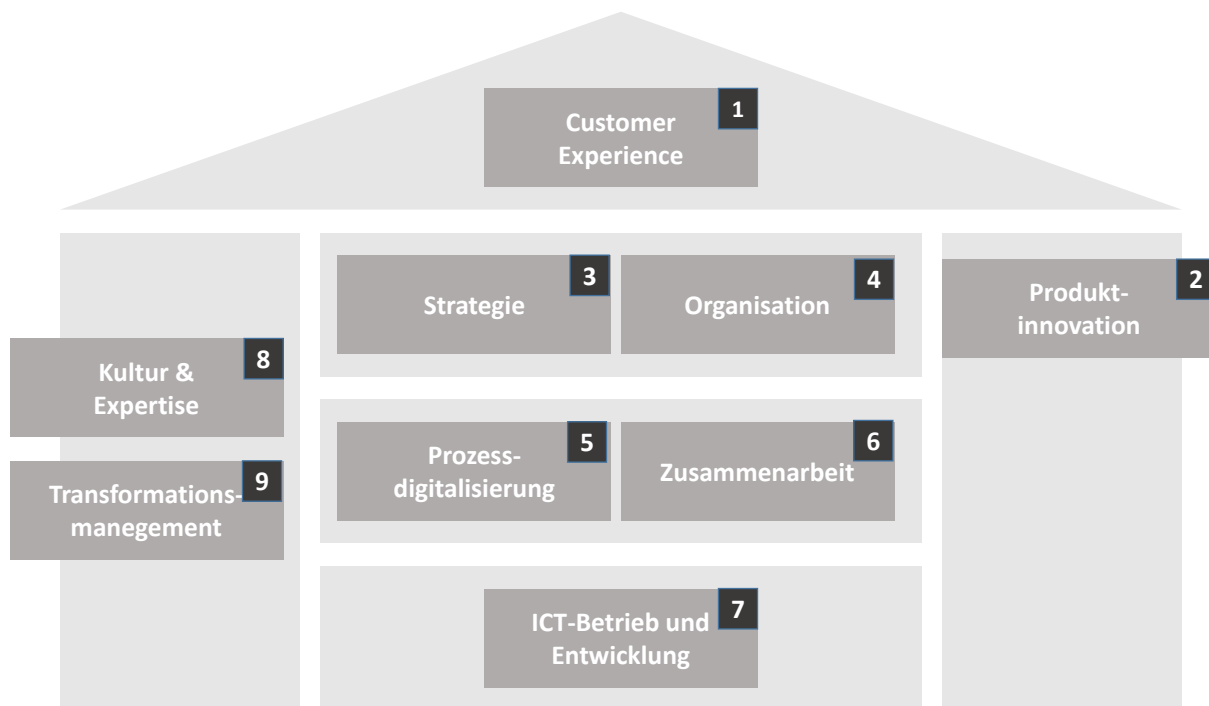 1
Customer
Experience
3
Strategie
4
Organisation
2
Produkt-
innovation
8
Kultur &
Expertise
5
Prozess-
digitalisierung
6
Zusammenarbeit
9
Transformations-
manegement
7
ICT-Betrieb und
Entwicklung